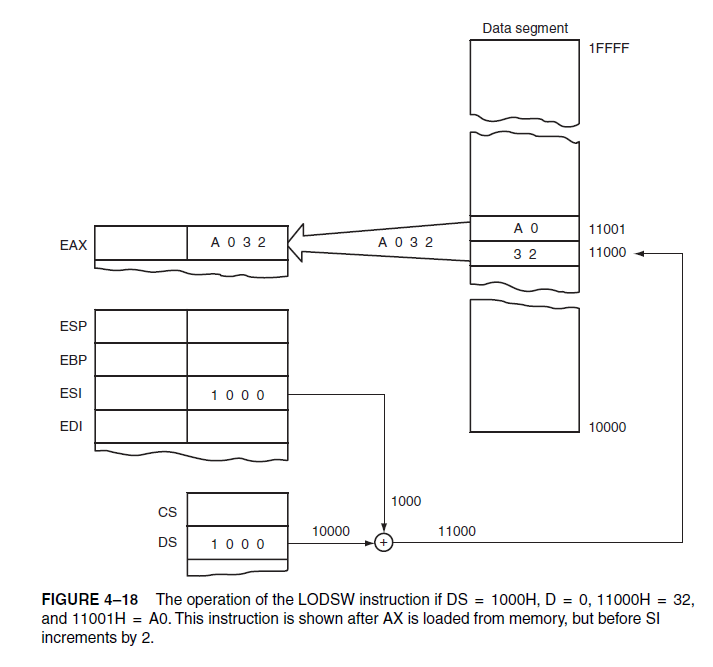 Data segment
1FFFF
A 0
11001
EAX
A 0 3 2
A 0 3 2
3 2
11000
ESP
EBP
ESI
1 0 0 0
EDI
10000
1000
CS
10000
11000
DS
1 0 0 0
+
FIGURE 4–18 The operation of the LODSW instruction if DS = 1000H, D = 0, 11000H = 32,
and 11001H = A0. This instruction is shown after AX is loaded from memory, but before SI
increments by 2.